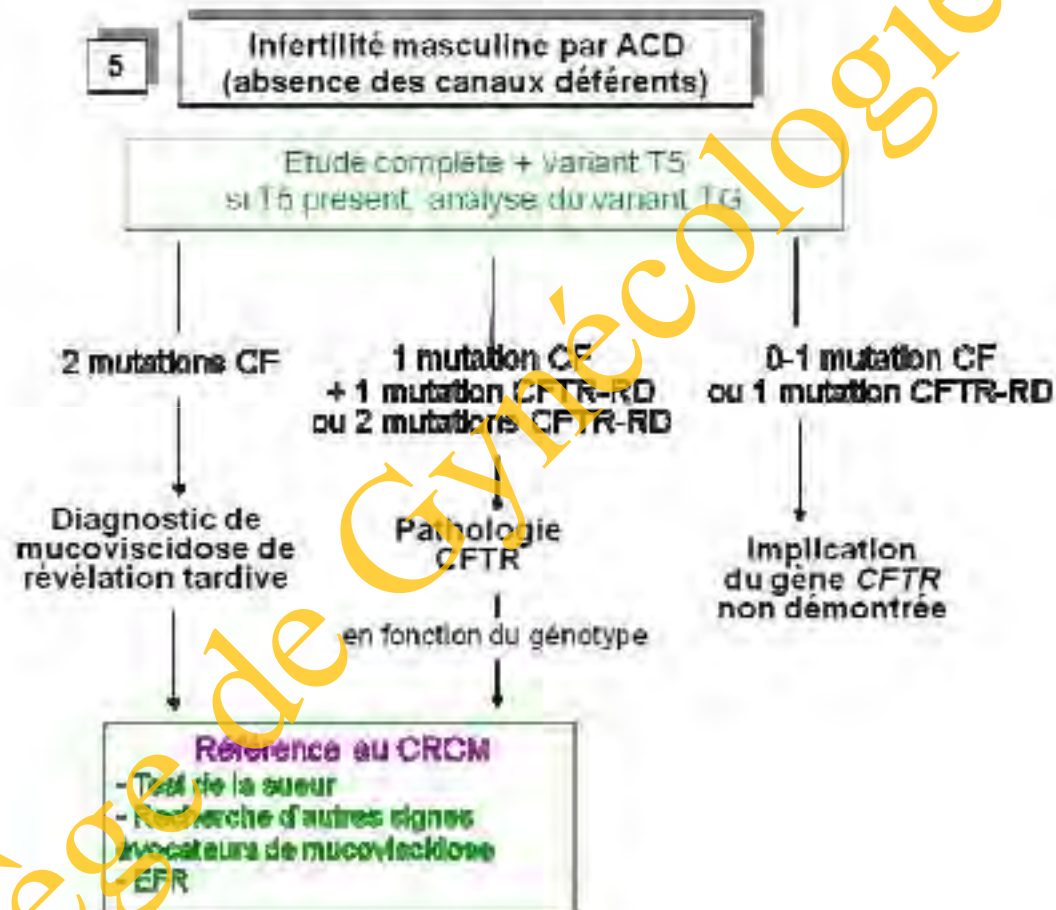 5
Infertilité masculine par ACD
(absence des canaux déférents)
Etude complète + variant T5
si T5 present, analyse du variant TG
2 mutations CF
1 mutation CF
+ 1 mutation CFTR-RD
ou 2 mutations CFTR-RD
0-1 mutation CF
ou 1 mutation CFTR-RD
Diagnostic de
mucoviscidose de
révélation tardive
Pathologie
CFTR
Implication
du gène CFTR
non démontrée
en fonction du génotype
Référence au CRCM
- Test de la sueur
- Recherche d'autres signes
évocateurs de mucoviscidose
- EFR
ège de Gynécologie